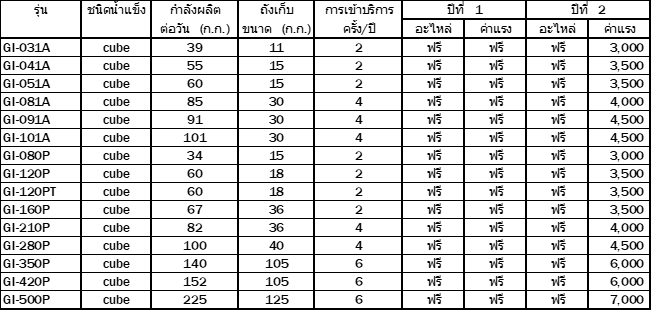 รุ่น ชนิดน้ำแข็ง กำลังผลิต ถังเก็บ การเข้าบริการ ปีที่ 1 ปีที่ 2
ต่อวัน (ก.ก.) ขนาด (ก.ก.) ครั้ง/ปี อะไหล่ ค่าแรง อะไหล่ ค่าแรง
GI-031A cube 39 11 2 ฟรี ฟรี ฟรี 3,000
GI-041A cube 55 15 2 ฟรี ฟรี ฟรี 3,500
GI-051A cube 60 15 2 ฟรี ฟรี ฟรี 3,500
GI-081A cube 85 30 4 ฟรี ฟรี ฟรี 4,000
GI-091A cube 91 30 4 ฟรี ฟรี ฟรี 4,500
GI-101A cube 101 30 4 ฟรี ฟรี ฟรี 4,500
GI-080P cube 34 15 2 ฟรี ฟรี ฟรี 3,000
GI-120P cube 60 18 2 ฟรี ฟรี ฟรี 3,500
GI-120PT cube 60 18 2 ฟรี ฟรี ฟรี 3,500
GI-160P cube 67 36 2 ฟรี ฟรี ฟรี 3,500
GI-210P cube 82 36 4 ฟรี ฟรี ฟรี 4,000
GI-280P cube 100 40 4 ฟรี ฟรี ฟรี 4,500
GI-350P cube 140 105 6 ฟรี ฟรี ฟรี 6,000
GI-420P cube 152 105 6 ฟรี ฟรี ฟรี 6,000
GI-500P cube 225 125 6 ฟรี ฟรี ฟรี 7,000